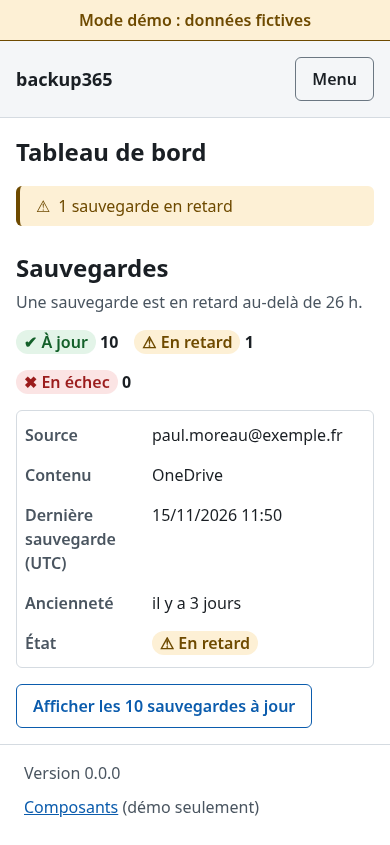 Mode démo : données fictives
backup365
Menu
Tableau de bord
⚠ 1 sauvegarde en retard
Sauvegardes
Une sauvegarde est en retard au-delà de 26 h.
✔ À jour 10 ⚠ En retard 1
✖ En échec 0
Source paul.moreau@exemple.fr
Contenu OneDrive
Dernière sauvegarde (UTC) 15/11/2026 11:50
Ancienneté il y a 3 jours
État ⚠ En retard
Afficher les 10 sauvegardes à jour
Version 0.0.0
Composants (démo seulement)